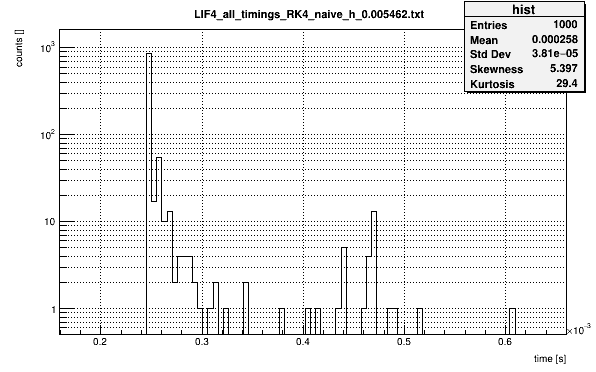 LIF4_all_timings_RK4_naive_h_0.005462.txt
hist
Entries 1000
Mean 0.000258
Std Dev 3.81e−05
Skewness 5.397
Kurtosis 29.4
counts []
10³
10²
10
1
0.2 0.3 0.4 0.5 0.6
×10⁻³
time [s]